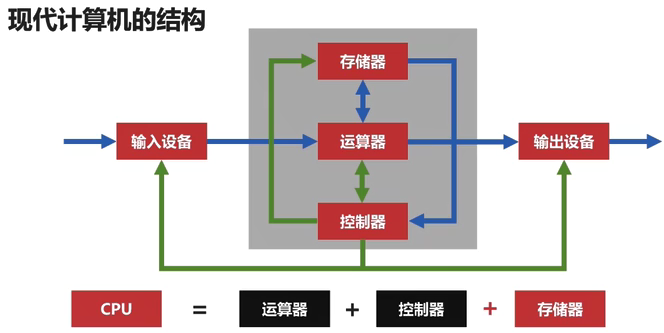 现代计算机的结构
存储器
输入设备
运算器
输出设备
控制器
CPU = 运算器 + 控制器 + 存储器